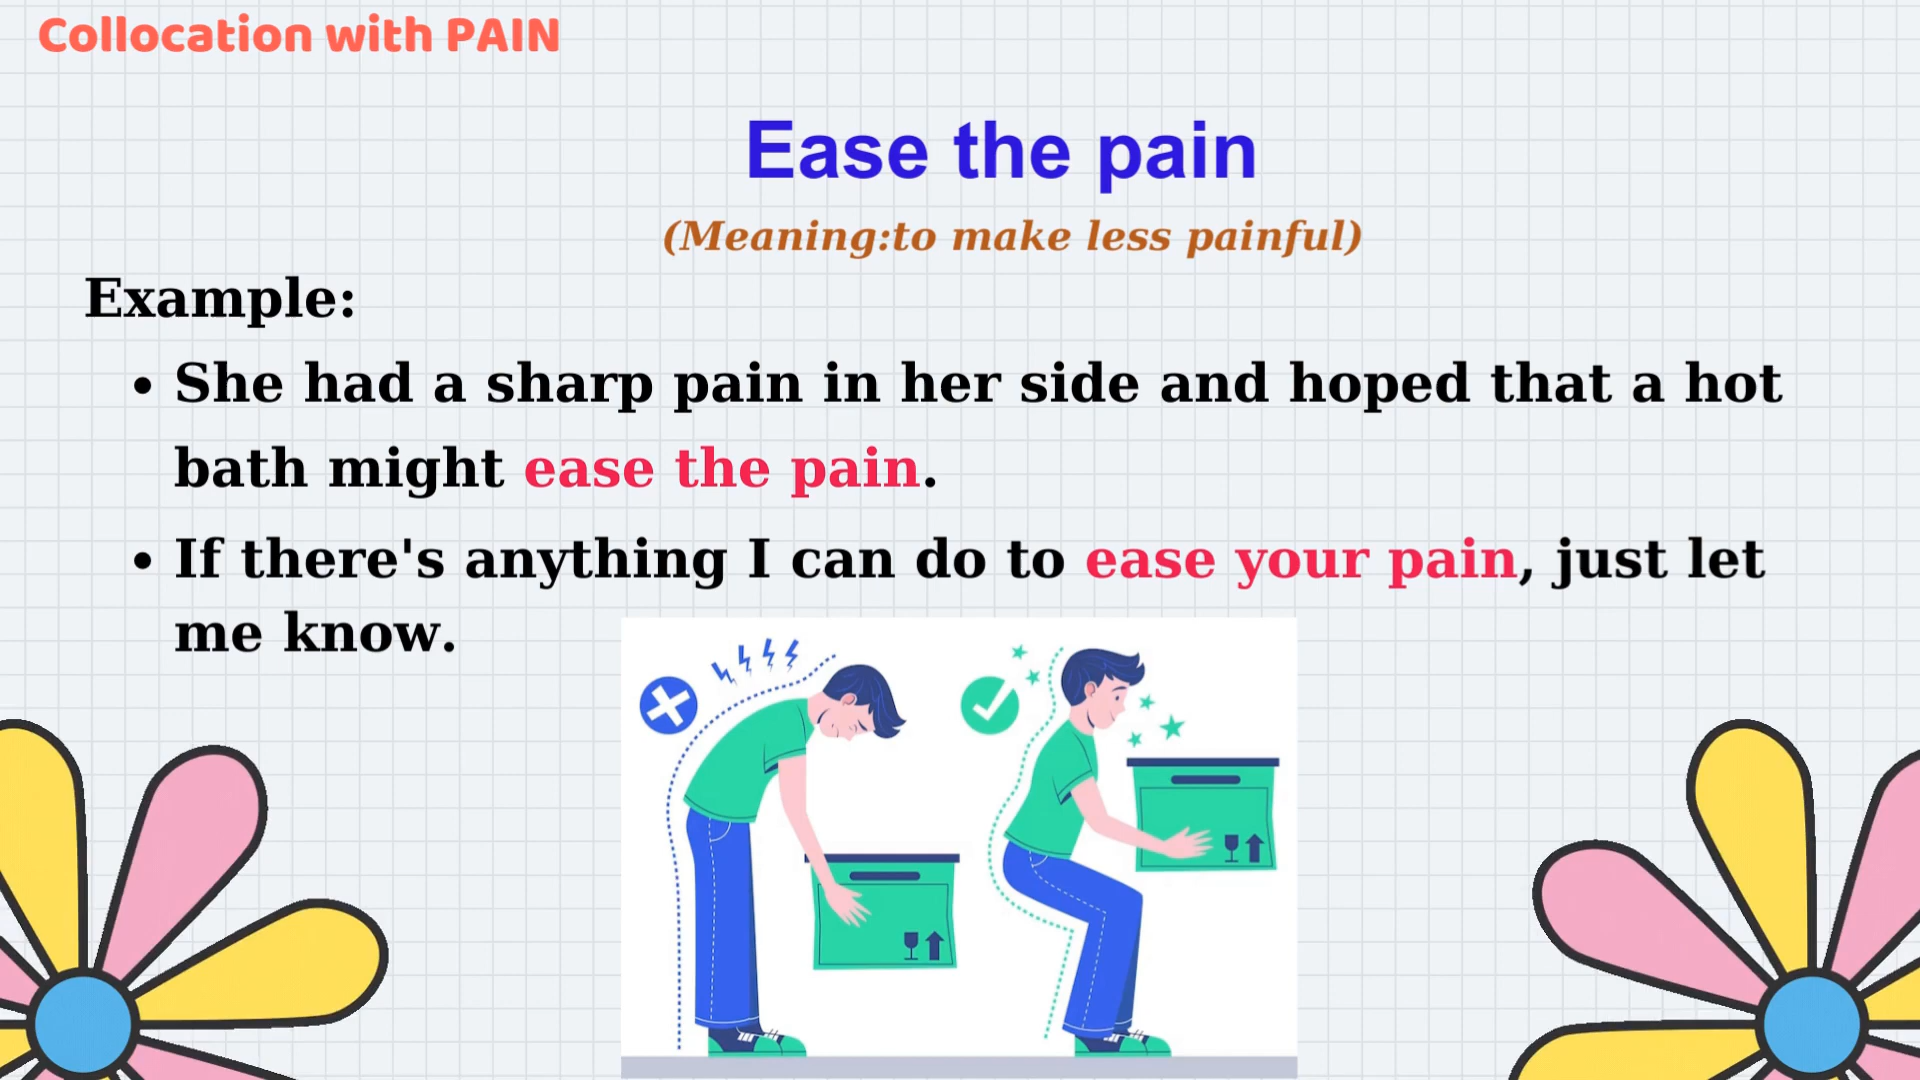 Collocation with PAIN
Ease the pain
(Meaning:to make less painful)
Example:
• She had a sharp pain in her side and hoped that a hot
bath might ease the pain.
• If there's anything I can do to ease your pain, just let
me know.